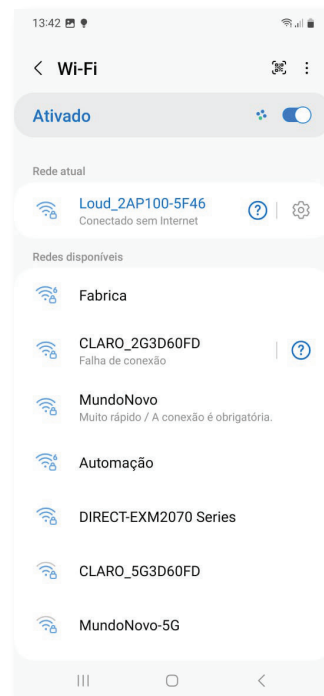 13:42
Wi-Fi
Ativado
Rede atual
Loud_2AP100-5F46
Conectado sem Internet
Redes disponíveis
Fabrica
CLARO_2G3D60FD
Falha de conexão
MundoNovo
Muito rápido / A conexão é obrigatória.
Automação
DIRECT-EXM2070 Series
CLARO_5G3D60FD
MundoNovo-5G